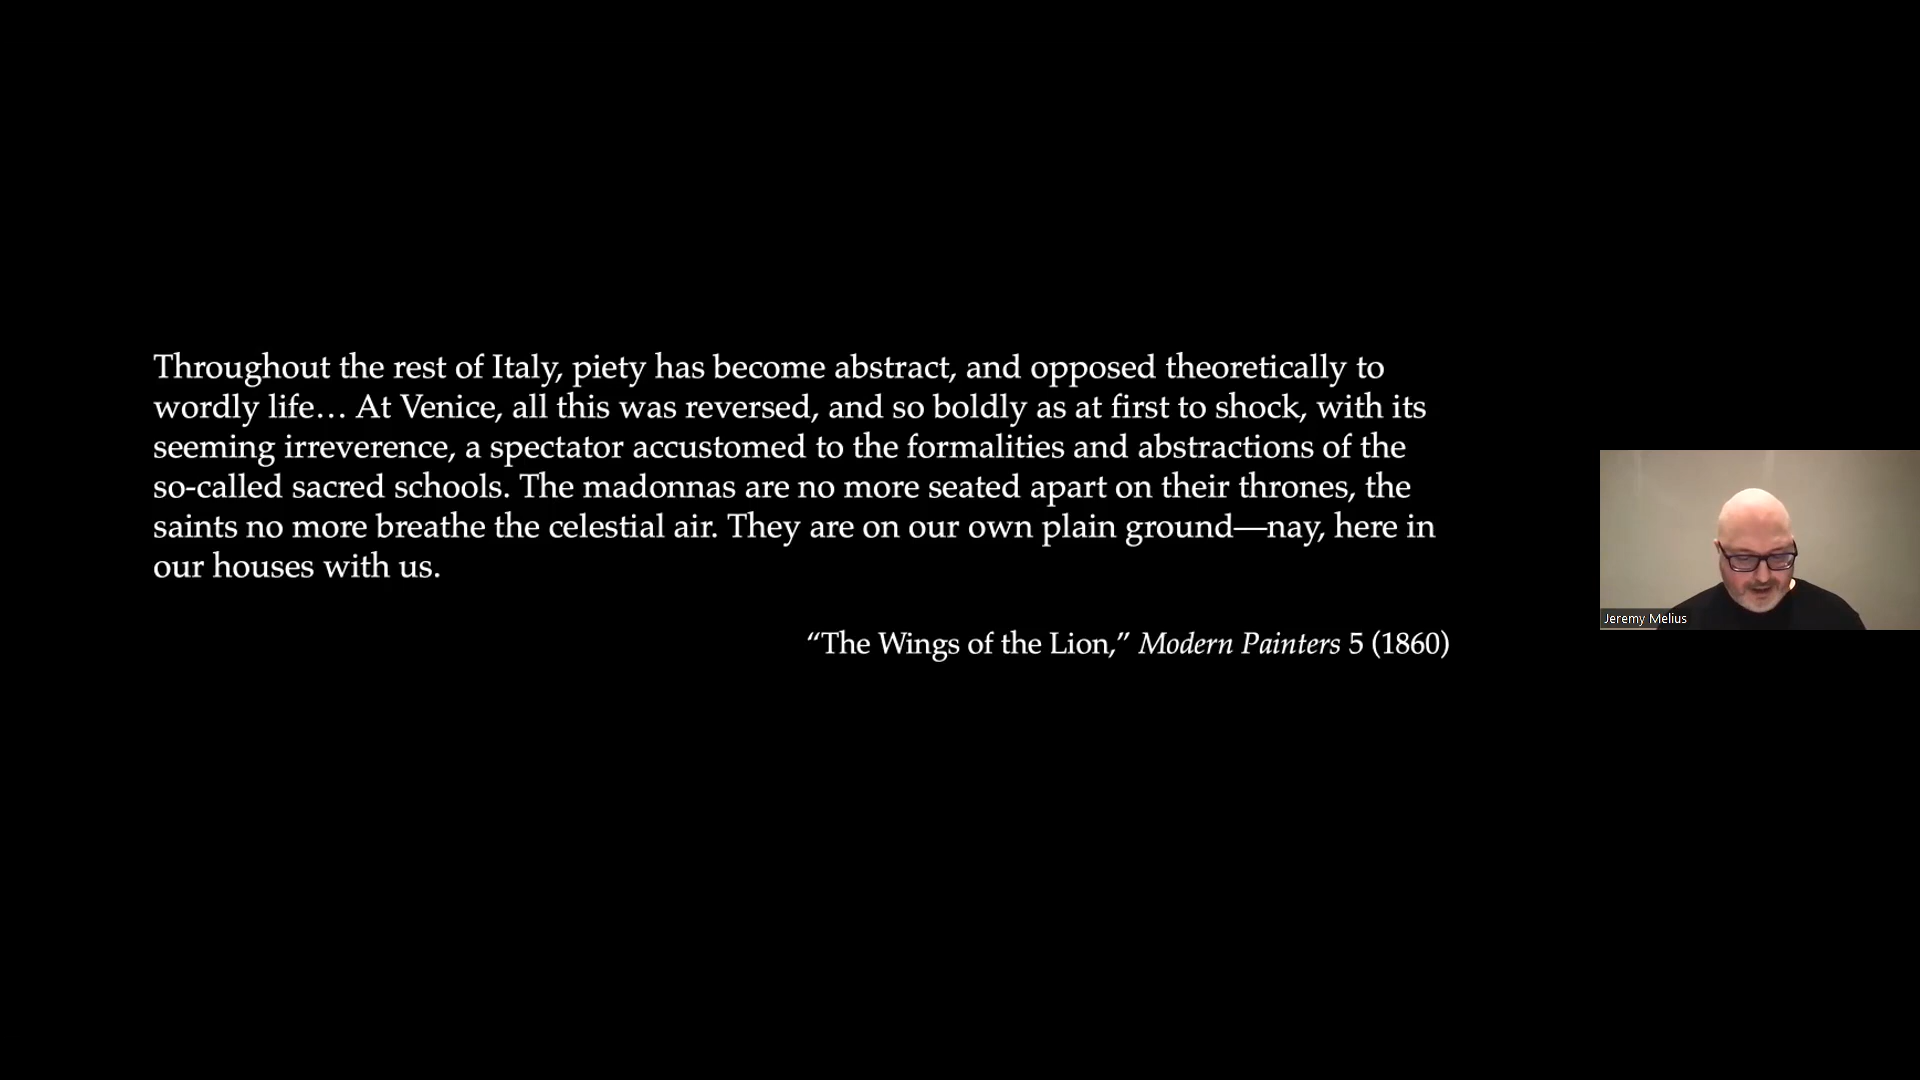 Throughout the rest of Italy, piety has become abstract, and opposed theoretically to
wordly life… At Venice, all this was reversed, and so boldly as at first to shock, with its
seeming irreverence, a spectator accustomed to the formalities and abstractions of the
so-called sacred schools. The madonnas are no more seated apart on their thrones, the
saints no more breathe the celestial air. They are on our own plain ground—nay, here in
our houses with us.
“The Wings of the Lion,” Modern Painters 5 (1860)
Jeremy Melius